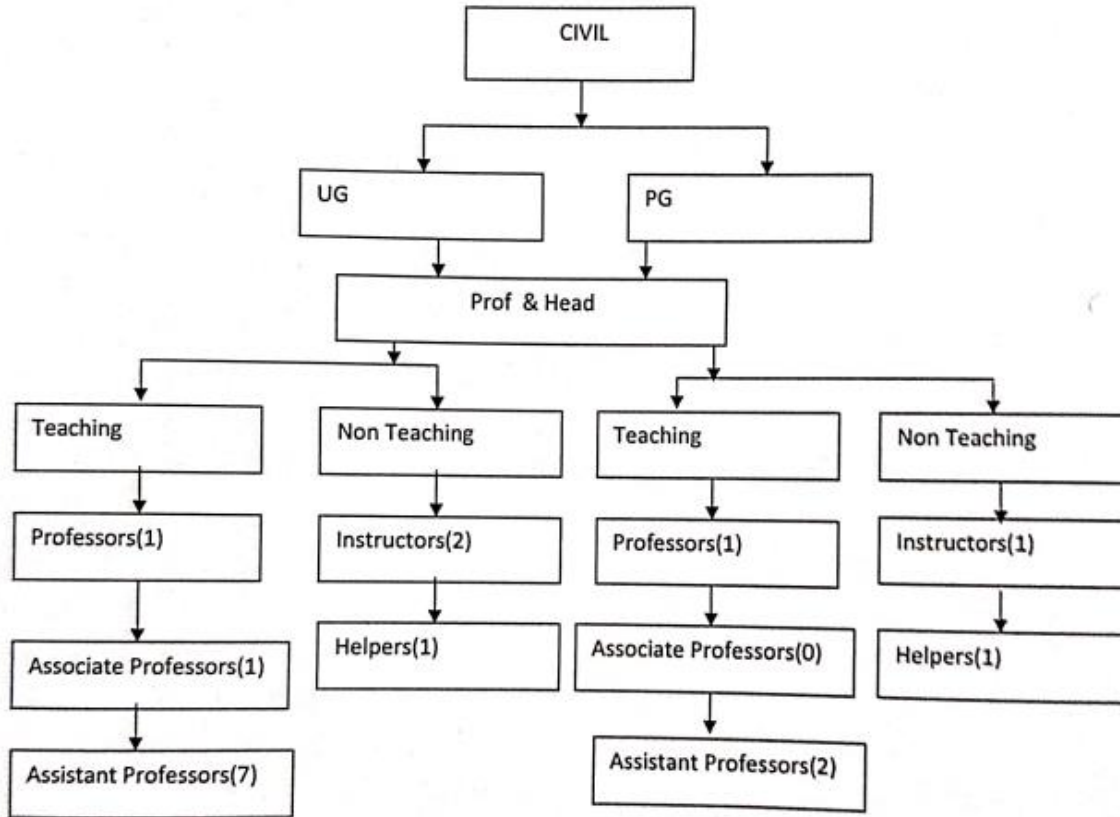 CIVIL
UG
PG
Prof & Head
Teaching
Non Teaching
Teaching
Non Teaching
Professors(1)
Instructors(2)
Professors(1)
Instructors(1)
Associate Professors(1)
Helpers(1)
Associate Professors(0)
Helpers(1)
Assistant Professors(7)
Assistant Professors(2)